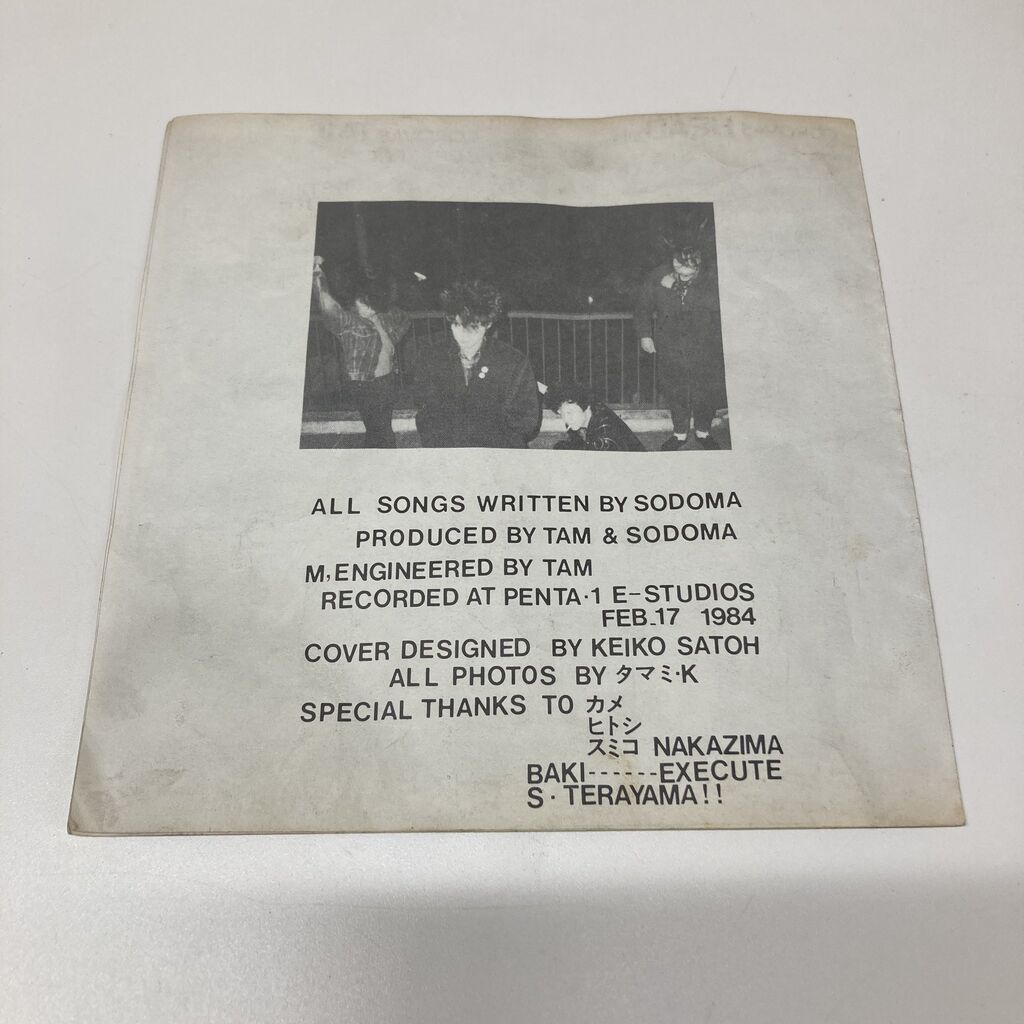 ALL SONGS WRITTEN BY SODOMA
PRODUCED BY TAM & SODOMA
M, ENGINEERED BY TAM
RECORDED AT PENTA・1 E-STUDIOS
FEB.17 1984
COVER DESIGNED BY KEIKO SATOH
ALL PHOTOS BY タマミ・K
SPECIAL THANKS TO カメ
ヒトシ
スミコ NAKAZIMA
BAKI------EXECUTE
S・TERAYAMA!!